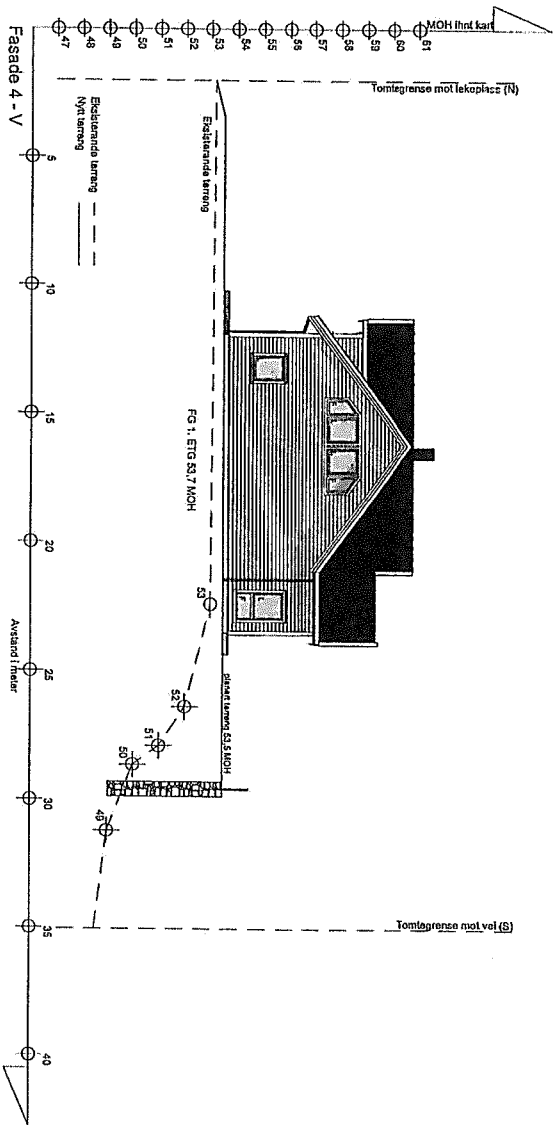 MOH ihht kart
61
60
59
58
57
56
55
54
53
52
51
50
49
48
47
Tomtegrense mot lekeplass (N)
Tomtegrense mot vei (S)
Eksisterande terreng
FG 1. ETG 53,7 MOH
planert terreng 53,5 MOH
53
52
51
50
49
Eksisterande terreng
Nytt terreng
5
10
15
20
25
30
35
40
Avstand i meter
Fasade 4 - V